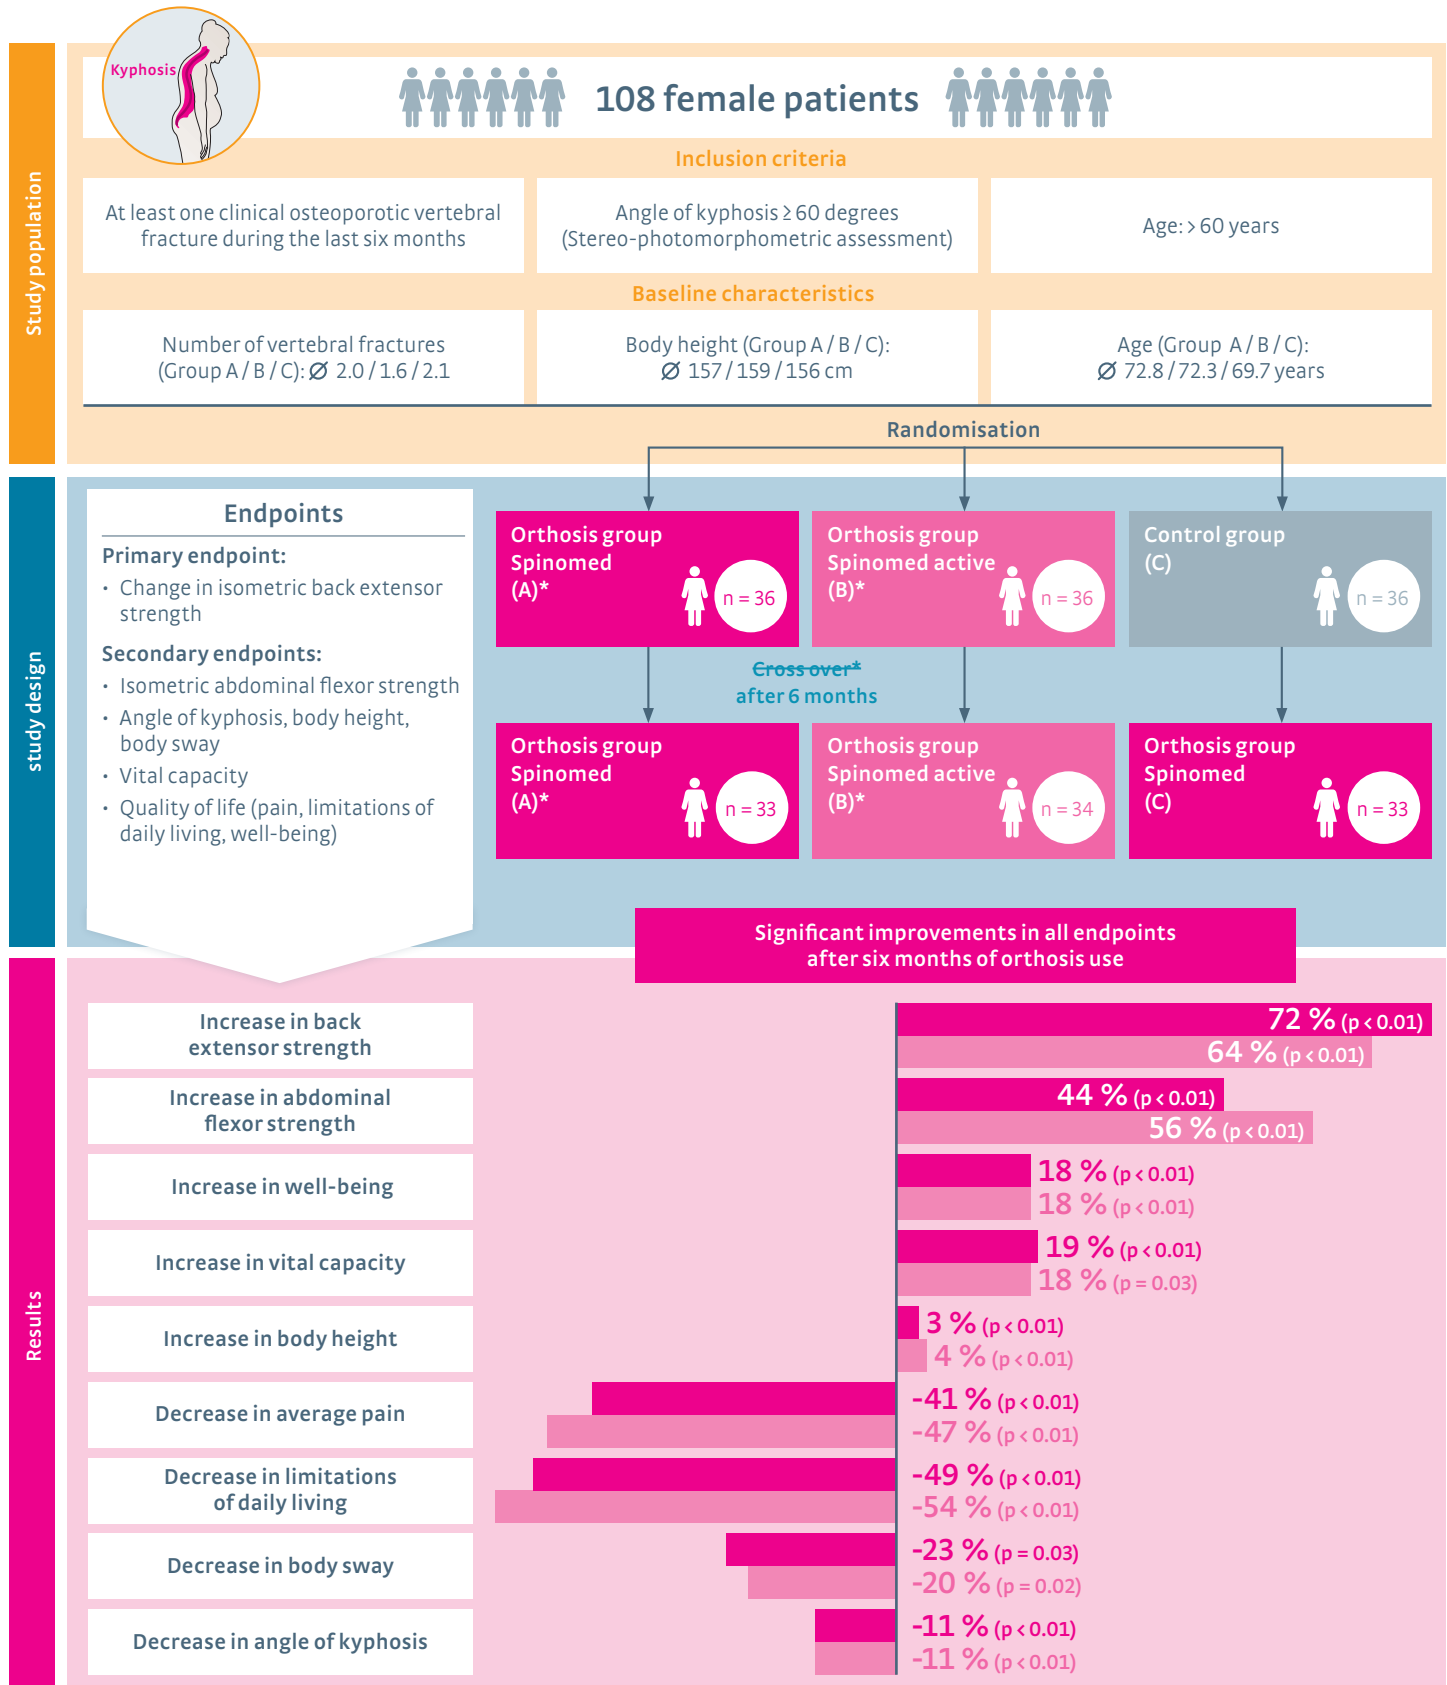 Kyphosis
108 female patients
Study population
Inclusion criteria
At least one clinical osteoporotic vertebral
fracture during the last six months
Angle of kyphosis ≥ 60 degrees
(Stereo-photomorphometric assessment)
Age: > 60 years
Baseline characteristics
Number of vertebral fractures
(Group A / B / C): Ø 2.0 / 1.6 / 2.1
Body height (Group A / B / C):
Ø 157 / 159 / 156 cm
Age (Group A / B / C):
Ø 72.8 / 72.3 / 69.7 years
Randomisation
study design
Endpoints
Primary endpoint:
• Change in isometric back extensor
strength
Secondary endpoints:
• Isometric abdominal flexor strength
• Angle of kyphosis, body height,
body sway
• Vital capacity
• Quality of life (pain, limitations of
daily living, well-being)
Orthosis group
Spinomed
(A)*
n = 36
Orthosis group
Spinomed active
(B)*
n = 36
Control group
(C)
n = 36
Cross over*
after 6 months
Orthosis group
Spinomed
(A)*
n = 33
Orthosis group
Spinomed active
(B)*
n = 34
Orthosis group
Spinomed
(C)
n = 33
Significant improvements in all endpoints
after six months of orthosis use
Results
Increase in back
extensor strength
72 % (p < 0.01)
64 % (p < 0.01)
Increase in abdominal
flexor strength
44 % (p < 0.01)
56 % (p < 0.01)
Increase in well-being
18 % (p < 0.01)
18 % (p < 0.01)
Increase in vital capacity
19 % (p < 0.01)
18 % (p = 0.03)
Increase in body height
3 % (p < 0.01)
4 % (p < 0.01)
Decrease in average pain
-41 % (p < 0.01)
-47 % (p < 0.01)
Decrease in limitations
of daily living
-49 % (p < 0.01)
-54 % (p < 0.01)
Decrease in body sway
-23 % (p = 0.03)
-20 % (p = 0.02)
Decrease in angle of kyphosis
-11 % (p < 0.01)
-11 % (p < 0.01)